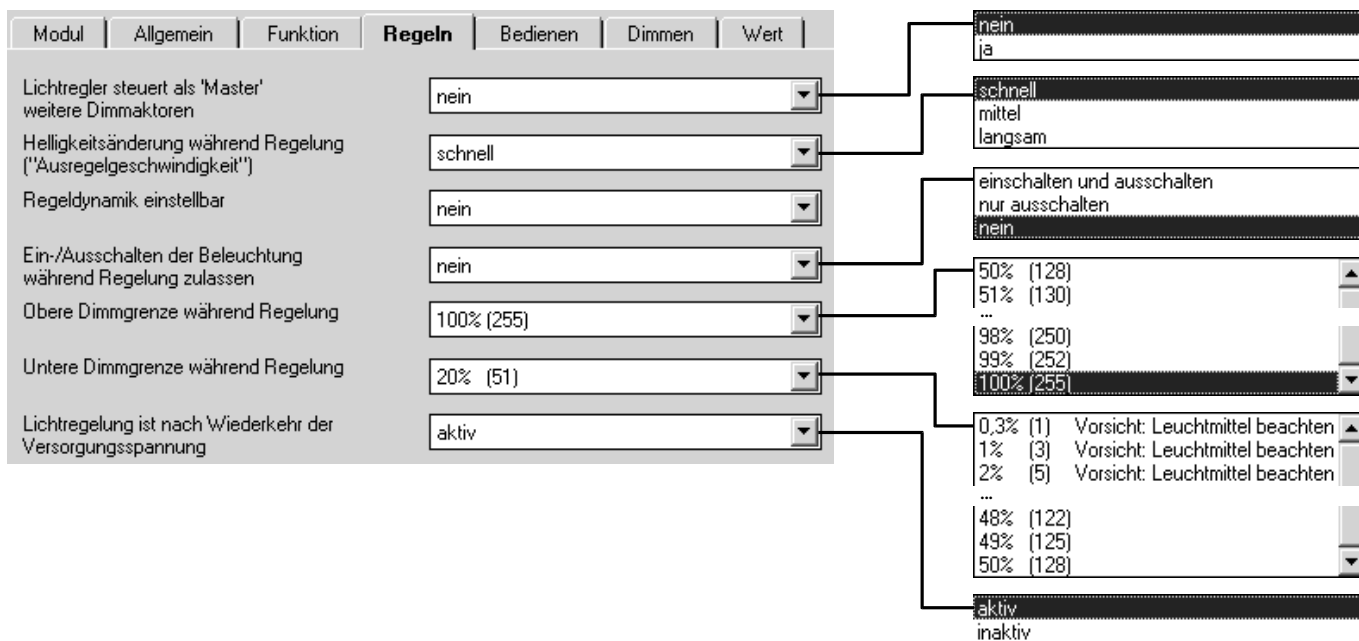 Modul Allgemein Funktion Regeln Bedienen Dimmen Wert
Lichtregler steuert als 'Master'
weitere Dimmaktoren
nein
Helligkeitsänderung während Regelung
("Ausregelgeschwindigkeit")
schnell
Regeldynamik einstellbar
nein
Ein-/Ausschalten der Beleuchtung
während Regelung zulassen
nein
Obere Dimmgrenze während Regelung
100% (255)
Untere Dimmgrenze während Regelung
20% (51)
Lichtregelung ist nach Wiederkehr der
Versorgungsspannung
aktiv
nein
ja
schnell
mittel
langsam
einschalten und ausschalten
nur ausschalten
nein
50% (128)
51% (130)
...
98% (250)
99% (252)
100% (255)
0,3% (1) Vorsicht: Leuchtmittel beachten
1% (3) Vorsicht: Leuchtmittel beachten
2% (5) Vorsicht: Leuchtmittel beachten
...
48% (122)
49% (125)
50% (128)
aktiv
inaktiv